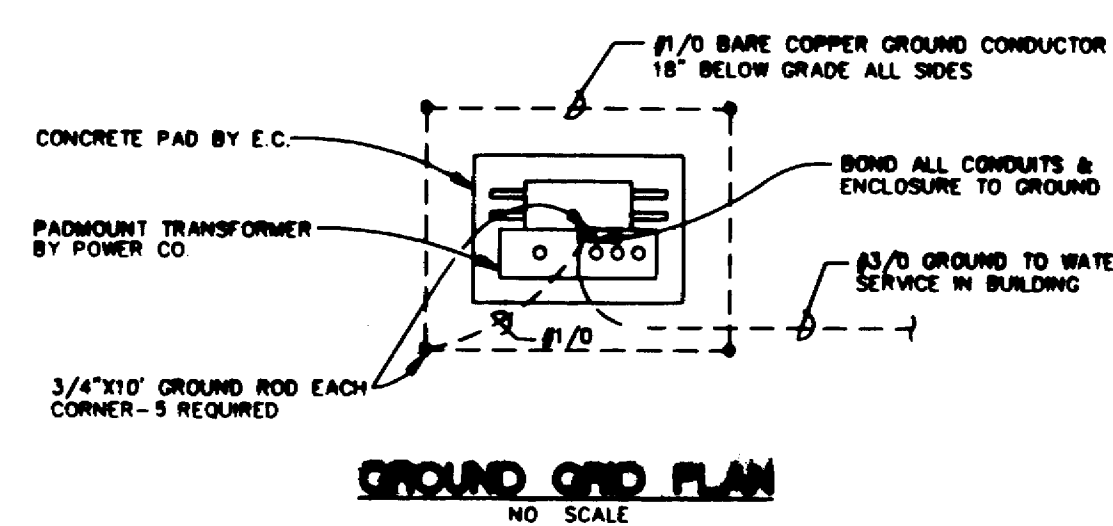 #1/0 BARE COPPER GROUND CONDUCTOR
18" BELOW GRADE ALL SIDES
CONCRETE PAD BY E.C.
BOND ALL CONDUITS &
ENCLOSURE TO GROUND
PADMOUNT TRANSFORMER
BY POWER CO.
#3/0 GROUND TO WATE
SERVICE IN BUILDING
#1/0
3/4"X10' GROUND ROD EACH
CORNER-5 REQUIRED
GROUND GRID PLAN
NO SCALE